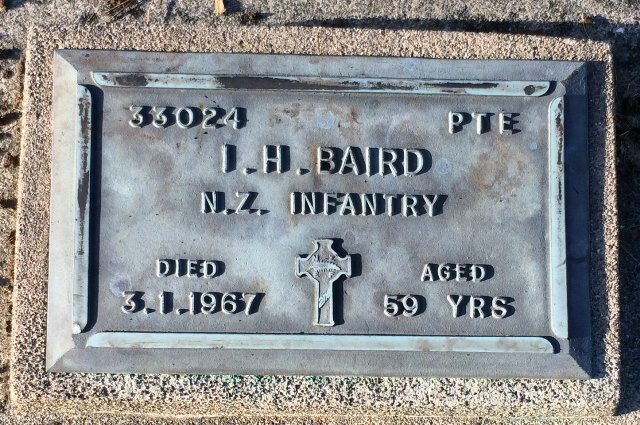 33024 PTE
I. H. BAIRD
N.Z. INFANTRY
DIED AGED
3.1.1967 59 YRS